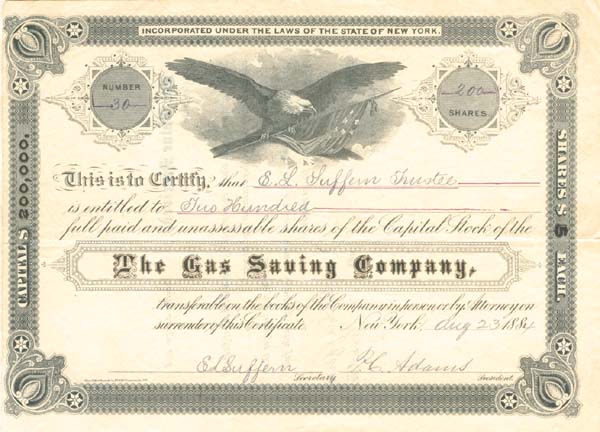 INCORPORATED UNDER THE LAWS OF THE STATE OF NEW YORK.
NUMBER
30
200
SHARES
This is to Certify, that E. L. Suffern Trustee
is entitled to Two Hundred
full paid and unassessable shares of the Capital Stock of the
The Gas Saving Company,
transferable on the books of the Company in person or by Attorney on
surrender of this Certificate New York Aug 23 1884
Ed Suffern
Secretary
Adams
President.
CAPITAL $ 200,000.
SHARES $ 5 EACH.